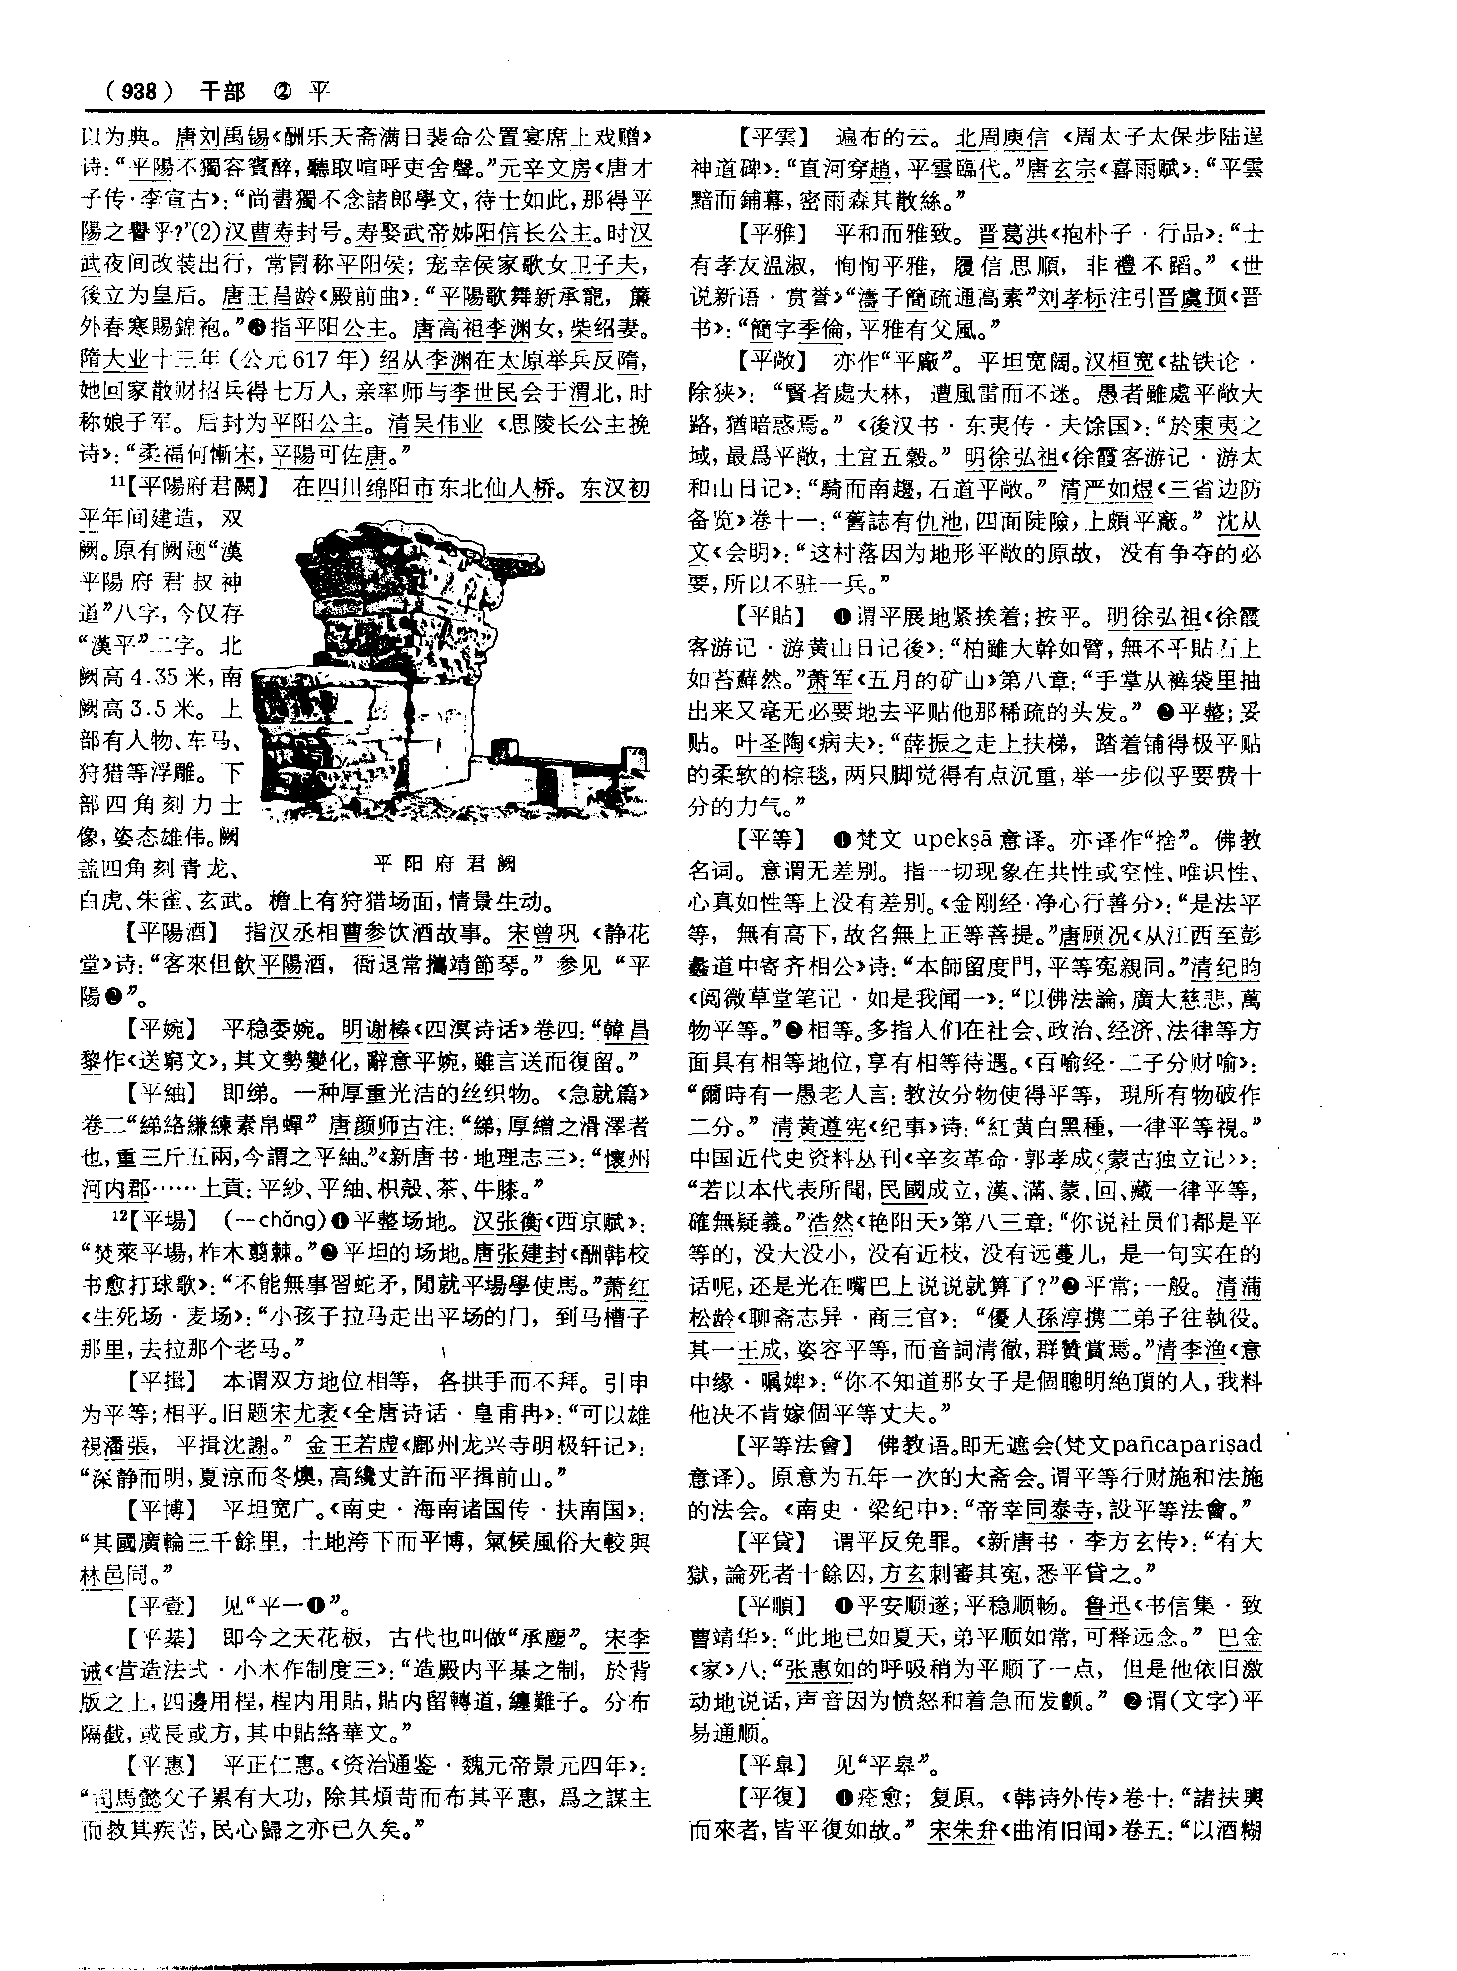 （938） 干部 ② 平
以为典。唐刘禹锡《酬乐天斋满日裴命公置宴席上戏赠》
诗：“平陽不獨容賓醉，聽取喧呼吏舍聲。”元辛文房《唐才
子传·李宣古》：“尚書獨不念諸郎學文，待士如此，那得平
陽之譽乎？”(2)汉曹寿封号。寿娶武帝姊阳信长公主。时汉
武夜间改装出行，常冒称平阳侯；宠幸侯家歌女卫子夫，
後立为皇后。唐王昌龄《殿前曲》：“平陽歌舞新承寵，簾
外春寒賜錦袍。”❸指平阳公主。唐高祖李渊女，柴绍妻。
隋大业十三年（公元617年）绍从李渊在太原举兵反隋，
她回家散财招兵得七万人，亲率师与李世民会于渭北，时
称娘子军。后封为平阳公主。清吴伟业《思陵长公主挽
诗》：“柔福何慚宋，平陽可佐唐。”
¹¹【平陽府君闕】 在四川绵阳市东北仙人桥。东汉初
平年间建造，双
阙。原有阙题“漢
平陽府君叔神
道”八字，今仅存
“漢平”二字。北
阙高4.35米，南
阙高3.5米。上
部有人物、车马、
狩猎等浮雕。下
部四角刻力士
像，姿态雄伟。阙
盖四角刻青龙、
白虎、朱雀、玄武。檐上有狩猎场面，情景生动。
平阳府君阙
【平陽酒】 指汉丞相曹参饮酒故事。宋曾巩《静花
堂》诗：“客來但飲平陽酒，衙退常攜靖節琴。”参见“平
陽❷”。
【平婉】 平稳委婉。明谢榛《四溟诗话》卷四：“韓昌
黎作《送窮文》，其文勢變化，辭意平婉，雖言送而復留。”
【平紬】 即绨。一种厚重光洁的丝织物。《急就篇》
卷二“綈絡縑練素帛蟬”唐颜师古注：“綈，厚繒之滑澤者
也，重三斤五兩，今謂之平紬。”《新唐书·地理志三》：“懷州
河内郡……土貢：平紗、平紬、枳殼、茶、牛膝。”
¹²【平場】 (—chǎng)❶平整场地。汉张衡《西京赋》：
“焚萊平場，柞木翦棘。”❷平坦的场地。唐张建封《酬韩校
书愈打球歌》：“不能無事習蛇矛，閒就平場學使馬。”萧红
《生死场·麦场》：“小孩子拉马走出平场的门，到马槽子
那里，去拉那个老马。”
【平揖】 本谓双方地位相等，各拱手而不拜。引申
为平等；相平。旧题宋尤袤《全唐诗话·皇甫冉》：“可以雄
視潘張，平揖沈謝。”金王若虚《鄜州龙兴寺明极轩记》：
“深静而明，夏涼而冬燠，高纔丈許而平揖前山。”
【平博】 平坦宽广。《南史·海南诸国传·扶南国》：
“其國廣輪三千餘里，土地洿下而平博，氣候風俗大較與
林邑同。”
【平壹】 见“平一❶”。
【平棊】 即今之天花板，古代也叫做“承塵”。宋李
诫《营造法式·小木作制度三》：“造殿内平棊之制，於背
版之上，四邊用桯，桯内用貼，貼内留轉道，纏難子。分布
隔截，或長或方，其中貼絡華文。”
【平惠】 平正仁惠。《资治通鉴·魏元帝景元四年》：
“司馬懿父子累有大功，除其煩苛而布其平惠，爲之謀主
而救其疾苦，民心歸之亦已久矣。”
【平雲】 遍布的云。北周庾信《周太子太保步陆逞
神道碑》：“直河穿趙，平雲臨代。”唐玄宗《喜雨赋》：“平雲
黯而鋪幕，密雨森其散絲。”
【平雅】 平和而雅致。晋葛洪《抱朴子·行品》：“士
有孝友温淑，恂恂平雅，履信思順，非禮不蹈。”《世
说新语·赏誉》“濤子簡疏通高素”刘孝标注引晋虞预《晋
书》：“簡字季倫，平雅有父風。”
【平敞】 亦作“平廠”。平坦宽阔。汉桓宽《盐铁论·
除狭》：“賢者處大林，遭風雷而不迷。愚者雖處平敞大
路，猶暗惑焉。”《後汉书·东夷传·夫馀国》：“於東夷之
域，最爲平敞，土宜五穀。”明徐弘祖《徐霞客游记·游太
和山日记》：“騎而南趨，石道平敞。”清严如煜《三省边防
备览》卷十一：“舊誌有仇池，四面陡險，上頗平廠。”沈从
文《会明》：“这村落因为地形平敞的原故，没有争夺的必
要，所以不驻一兵。”
【平貼】 ❶谓平展地紧挨着；按平。明徐弘祖《徐霞
客游记·游黄山日记後》：“柏雖大幹如臂，無不平貼石上
如苔蘚然。”萧军《五月的矿山》第八章：“手掌从裤袋里抽
出来又毫无必要地去平贴他那稀疏的头发。”❷平整；妥
贴。叶圣陶《病夫》：“薛振之走上扶梯，踏着铺得极平贴
的柔软的棕毯，两只脚觉得有点沉重，举一步似乎要费十
分的力气。”
【平等】 ❶梵文 upekṣā 意译。亦译作“捨”。佛教
名词。意谓无差别。指一切现象在共性或空性、唯识性、
心真如性等上没有差别。《金刚经·净心行善分》：“是法平
等，無有高下，故名無上正等菩提。”唐顾况《从江西至彭
蠡道中寄齐相公》诗：“本師留度門，平等冤親同。”清纪昀
《阅微草堂笔记·如是我闻一》：“以佛法論，廣大慈悲，萬
物平等。”❷相等。多指人们在社会、政治、经济、法律等方
面具有相等地位，享有相等待遇。《百喻经·二子分财喻》：
“爾時有一愚老人言：教汝分物使得平等，現所有物破作
二分。”清黄遵宪《纪事》诗：“紅黄白黑種，一律平等視。”
中国近代史资料丛刊《辛亥革命·郭孝成〈蒙古独立记〉》：
“若以本代表所聞，民國成立，漢、滿、蒙、回、藏一律平等，
確無疑義。”浩然《艳阳天》第八三章：“你说社员们都是平
等的，没大没小，没有近枝，没有远蔓儿，是一句实在的
话呢，还是光在嘴巴上说说就算了？”❷平常；一般。清蒲
松龄《聊斋志异·商三官》：“優人孫淳携二弟子往執役。
其一王成，姿容平等，而音詞清徹，群贊賞焉。”清李渔《意
中缘·嘱婢》：“你不知道那女子是個聰明絶頂的人，我料
他决不肯嫁個平等丈夫。”
【平等法會】 佛教语。即无遮会(梵文pañcapariṣad
意译)。原意为五年一次的大斋会。谓平等行财施和法施
的法会。《南史·梁纪中》：“帝幸同泰寺，設平等法會。”
【平貸】 谓平反免罪。《新唐书·李方玄传》：“有大
獄，論死者十餘囚，方玄刺審其寃，悉平貸之。”
【平順】 ❶平安顺遂；平稳顺畅。鲁迅《书信集·致
曹靖华》：“此地已如夏天，弟平顺如常，可释远念。”巴金
《家》八：“张惠如的呼吸稍为平顺了一点，但是他依旧激
动地说话，声音因为愤怒和着急而发颤。”❷谓(文字)平
易通顺。
【平臯】 见“平皋”。
【平復】 ❶痊愈；复原。《韩诗外传》卷十：“諸扶輿
而來者，皆平復如故。”宋朱弁《曲洧旧闻》卷五：“以酒糊